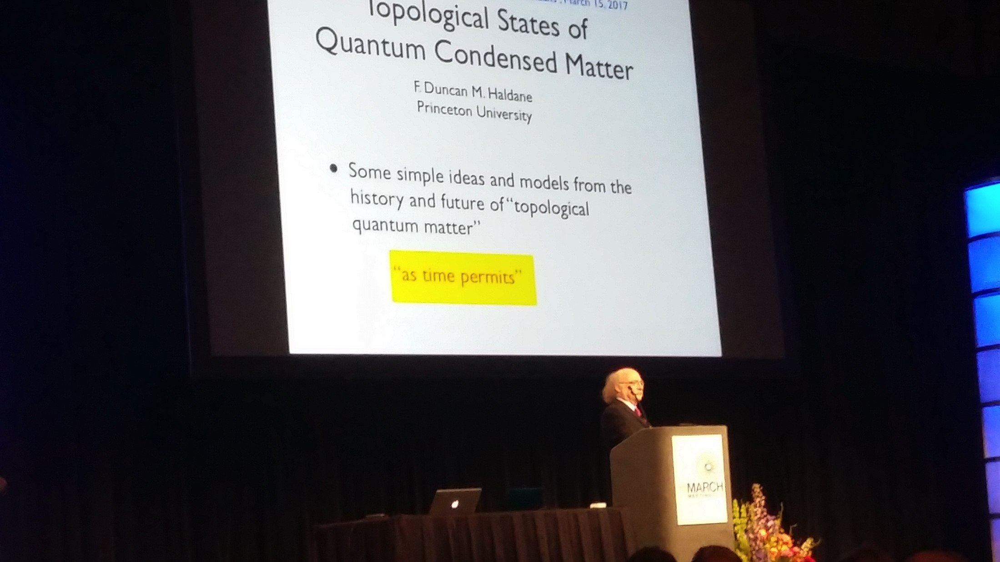 March 15, 2017
Topological States of
Quantum Condensed Matter
F. Duncan M. Haldane
Princeton University
• Some simple ideas and models from the
history and future of “topological
quantum matter”
“as time permits”
MARCH
MEETING